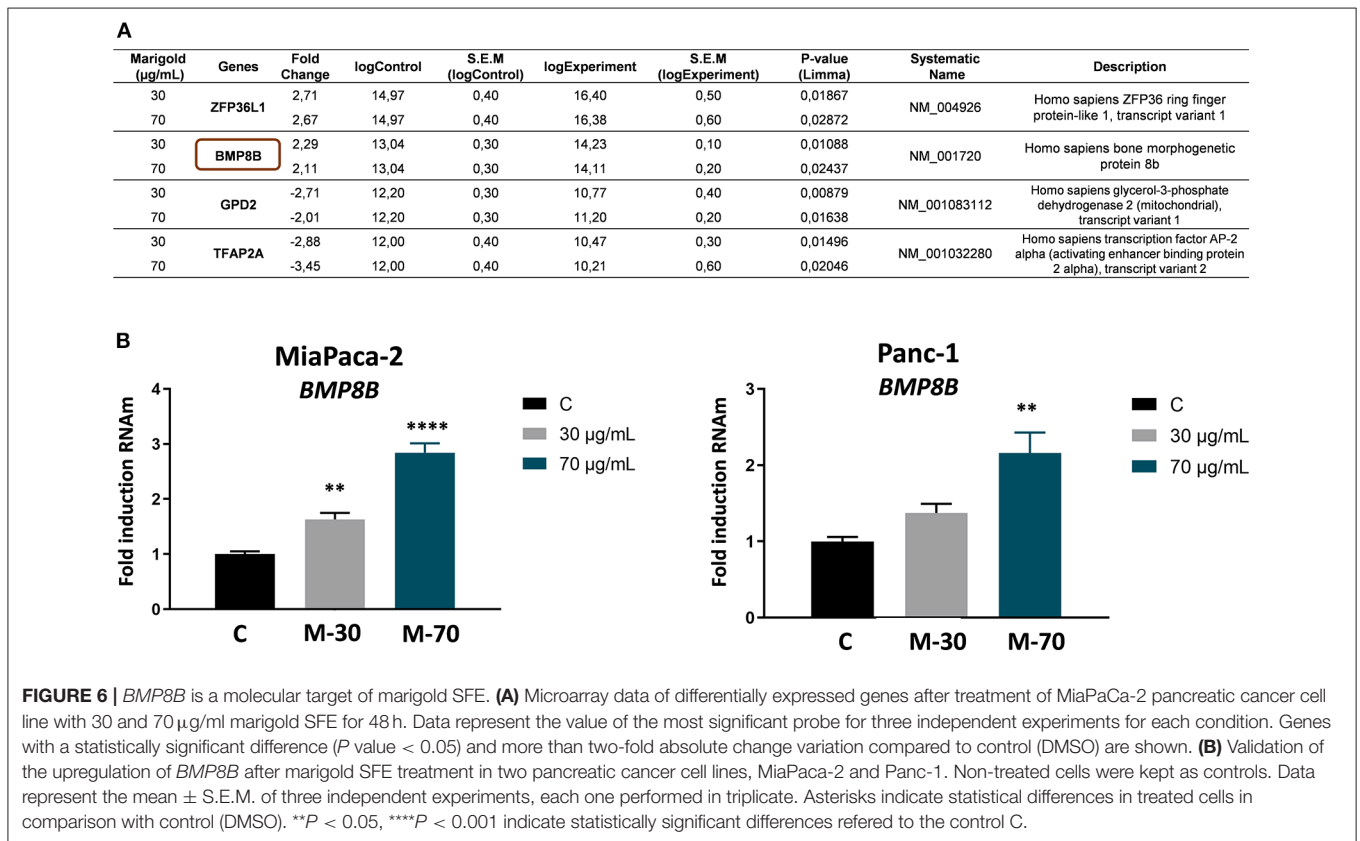 A
Marigold (µg/mL) Genes Fold Change logControl S.E.M (logControl) logExperiment S.E.M (logExperiment) P-value (Limma) Systematic Name Description
30 2,71 14,97 0,40 16,40 0,50 0,01867
ZFP36L1 NM_004926 Homo sapiens ZFP36 ring finger protein-like 1, transcript variant 1
70 2,67 14,97 0,40 16,38 0,60 0,02872
30 2,29 13,04 0,30 14,23 0,10 0,01088
BMP8B NM_001720 Homo sapiens bone morphogenetic protein 8b
70 2,11 13,04 0,30 14,11 0,20 0,02437
30 -2,71 12,20 0,30 10,77 0,40 0,00879
GPD2 NM_001083112 Homo sapiens glycerol-3-phosphate dehydrogenase 2 (mitochondrial), transcript variant 1
70 -2,01 12,20 0,30 11,20 0,20 0,01638
30 -2,88 12,00 0,40 10,47 0,30 0,01496
TFAP2A NM_001032280 Homo sapiens transcription factor AP-2 alpha (activating enhancer binding protein 2 alpha), transcript variant 2
70 -3,45 12,00 0,40 10,21 0,60 0,02046
B
MiaPaca-2
BMP8B
Fold induction RNAm
4
3
2
1
0
**
****
C M-30 M-70
C
30 µg/mL
70 µg/mL
Panc-1
BMP8B
Fold induction RNAm
3
2
1
0
**
C M-30 M-70
C
30 µg/mL
70 µg/mL
FIGURE 6 | BMP8B is a molecular target of marigold SFE. (A) Microarray data of differentially expressed genes after treatment of MiaPaCa-2 pancreatic cancer cell
line with 30 and 70 µg/ml marigold SFE for 48 h. Data represent the value of the most significant probe for three independent experiments for each condition. Genes
with a statistically significant difference (P value < 0.05) and more than two-fold absolute change variation compared to control (DMSO) are shown. (B) Validation of
the upregulation of BMP8B after marigold SFE treatment in two pancreatic cancer cell lines, MiaPaca-2 and Panc-1. Non-treated cells were kept as controls. Data
represent the mean ± S.E.M. of three independent experiments, each one performed in triplicate. Asterisks indicate statistical differences in treated cells in
comparison with control (DMSO). **P < 0.05, ****P < 0.001 indicate statistically significant differences refered to the control C.